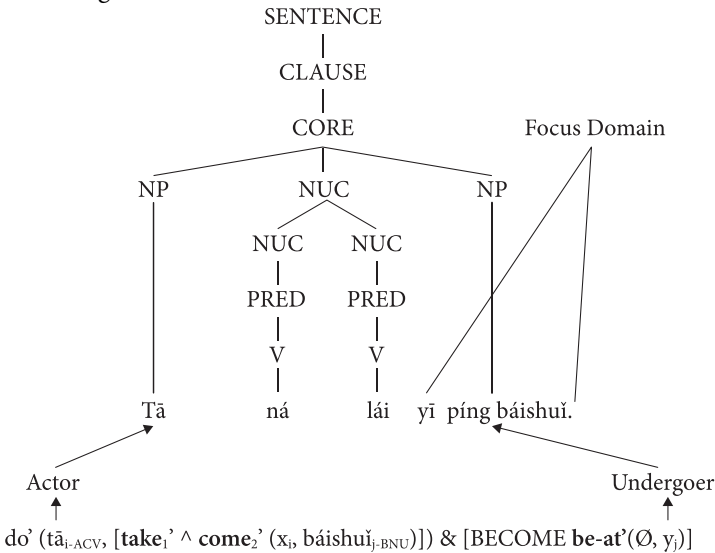 SENTENCE
CLAUSE
CORE Focus Domain
NP NUC NP
NUC NUC
PRED PRED
V V
Tā ná lái yī píng báishuǐ.
Actor Undergoer
do’ (tāi-ACV, [take1’ ^ come2’ (xi, báishuǐj-BNU)]) & [BECOME be-at’(Ø, yj)]